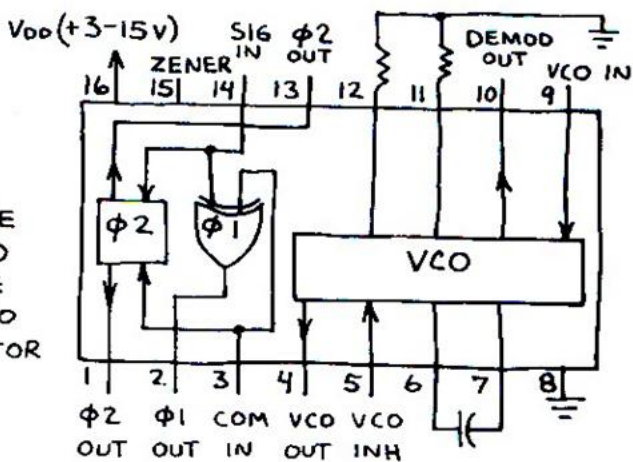 VDD (+3-15V)
ZENER
SIG
IN
ϕ2
OUT
DEMOD
OUT
VCO IN
16 15 14 13 12 11 10 9
ϕ2
ϕ1
VCO
E
D
O
TOR
1 2 3 4 5 6 7 8
ϕ2 ϕ1 COM VCO VCO
OUT OUT IN OUT INH